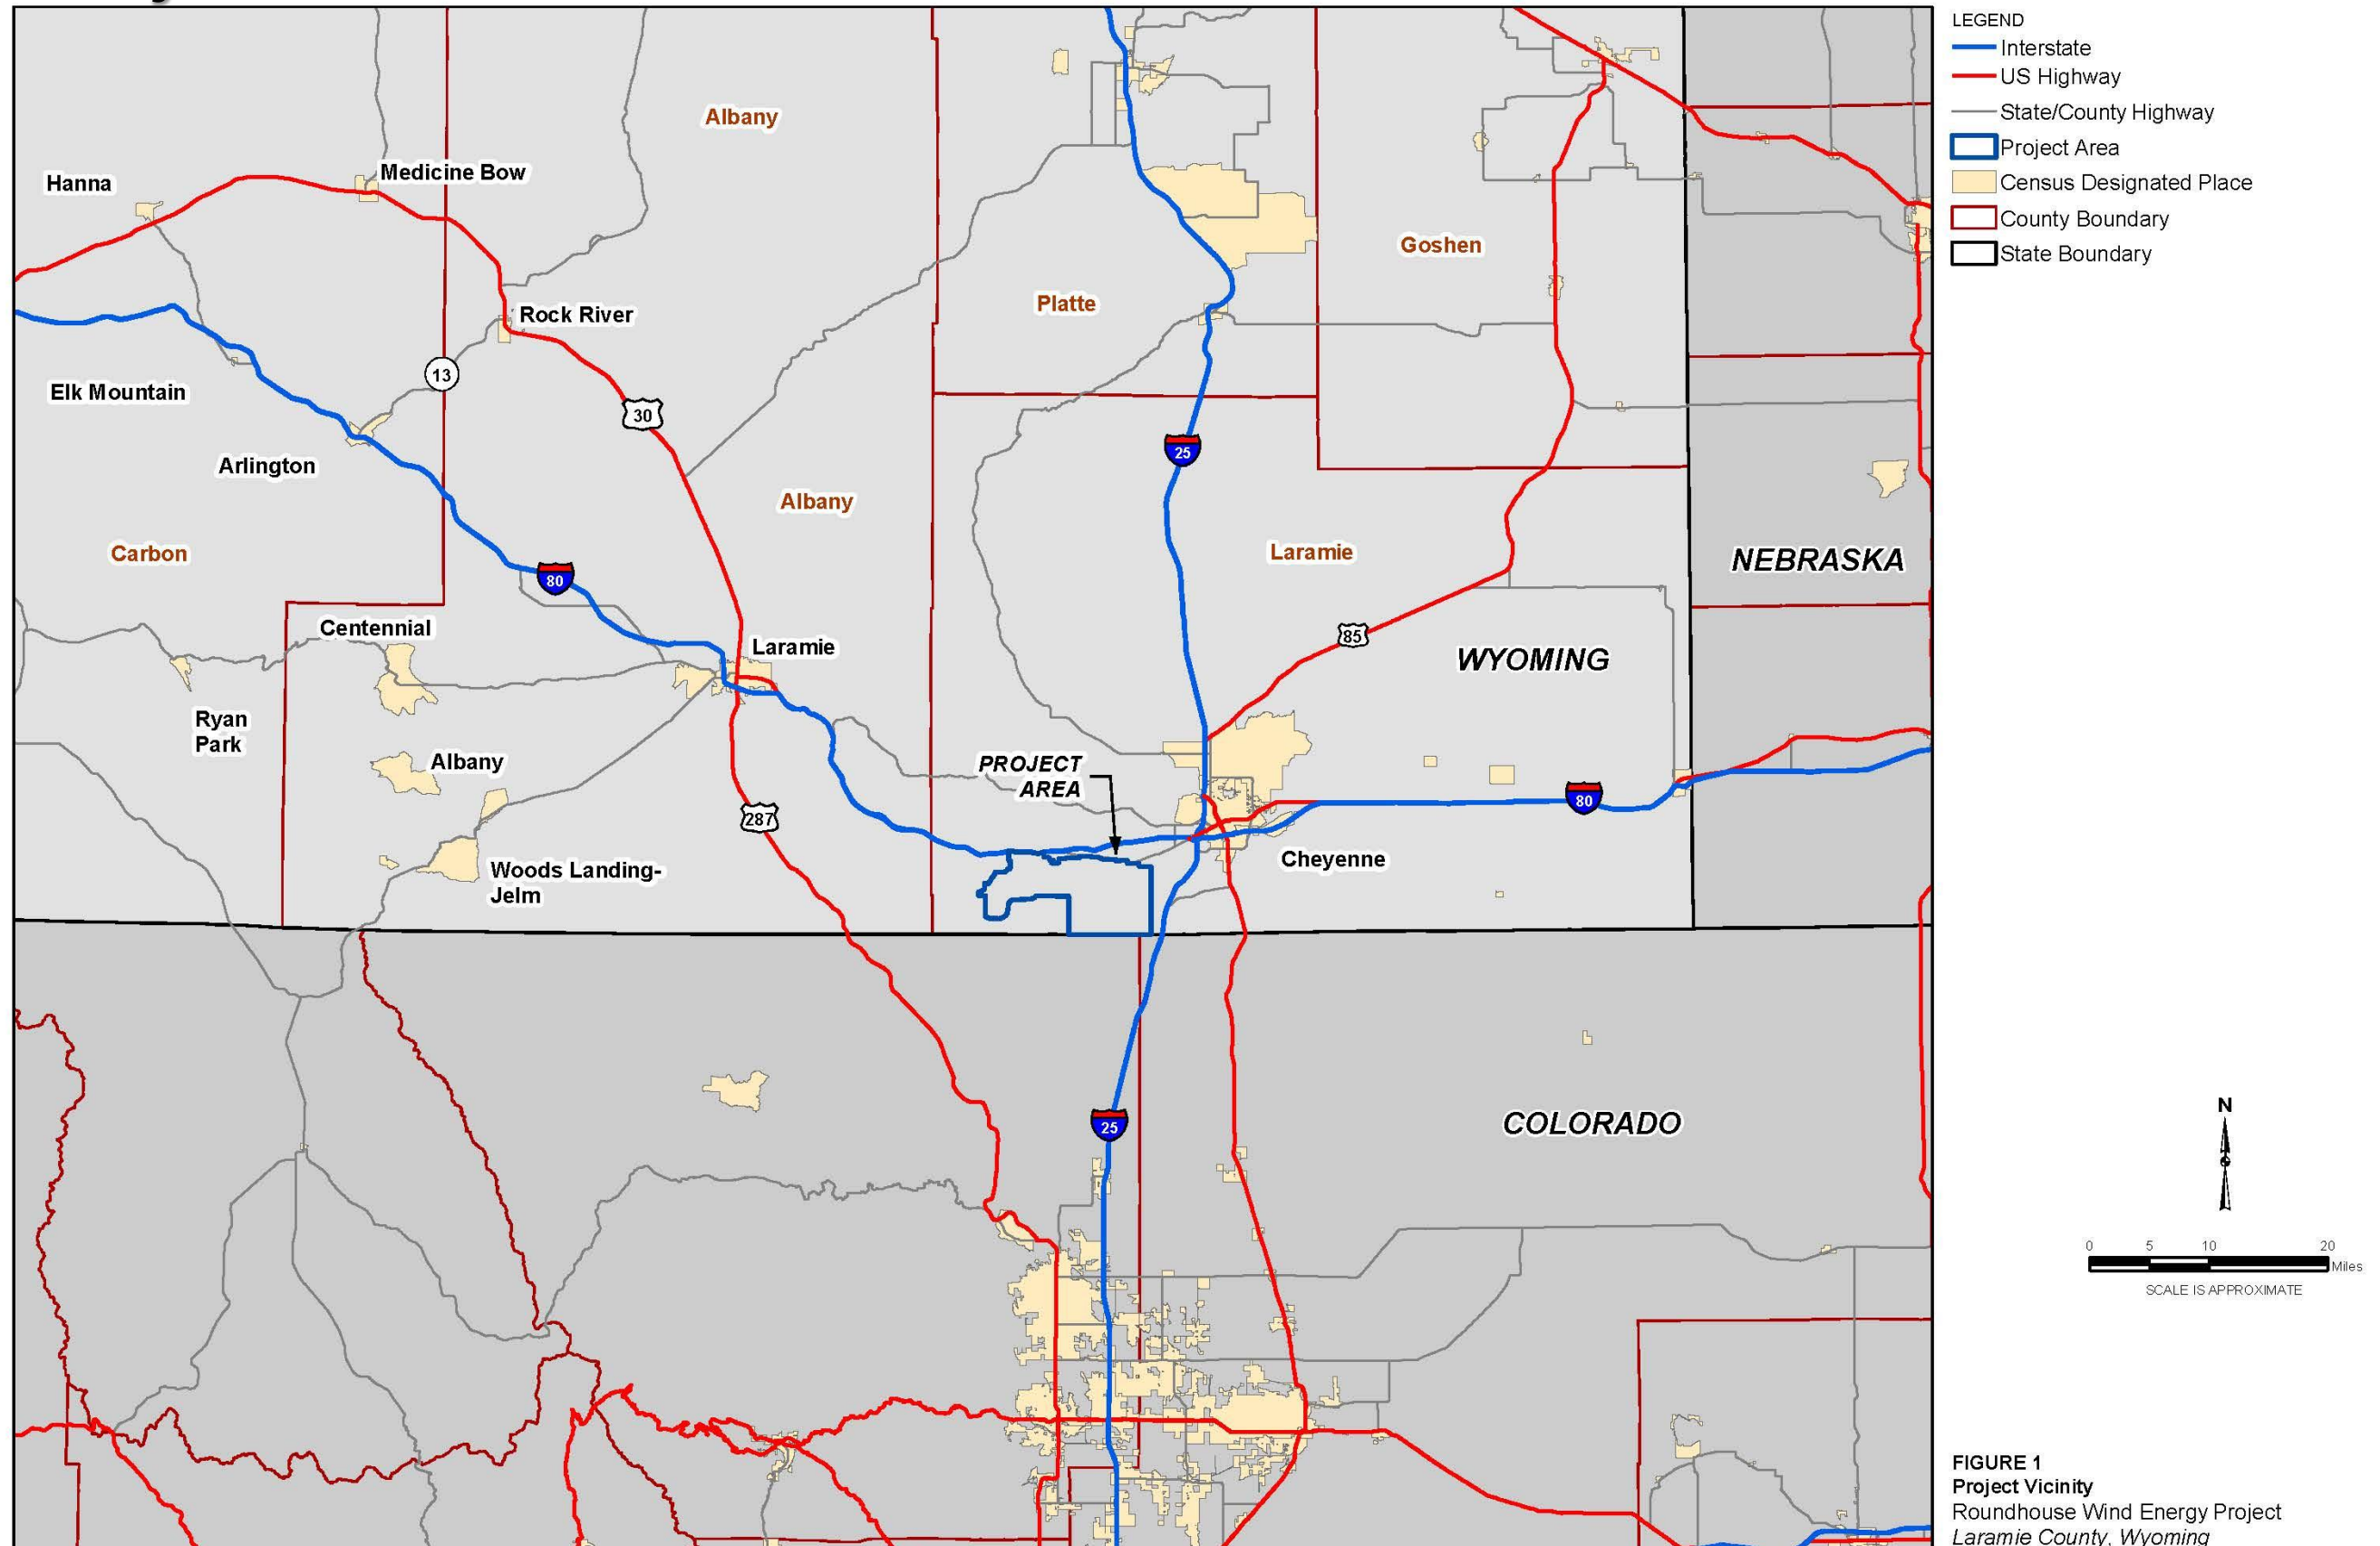 LEGEND
Interstate
US Highway
State/County Highway
Project Area
Census Designated Place
County Boundary
State Boundary
Albany
Medicine Bow
Hanna
Goshen
Platte
Rock River
13
Elk Mountain
30
25
Arlington
Albany
Carbon
Laramie
NEBRASKA
80
Centennial
Laramie
85
WYOMING
Ryan
Park
Albany
PROJECT
AREA
80
287
Cheyenne
Woods Landing-
Jelm
25
COLORADO
N
0 5 10 20
Miles
SCALE IS APPROXIMATE
FIGURE 1
Project Vicinity
Roundhouse Wind Energy Project
Laramie County, Wyoming